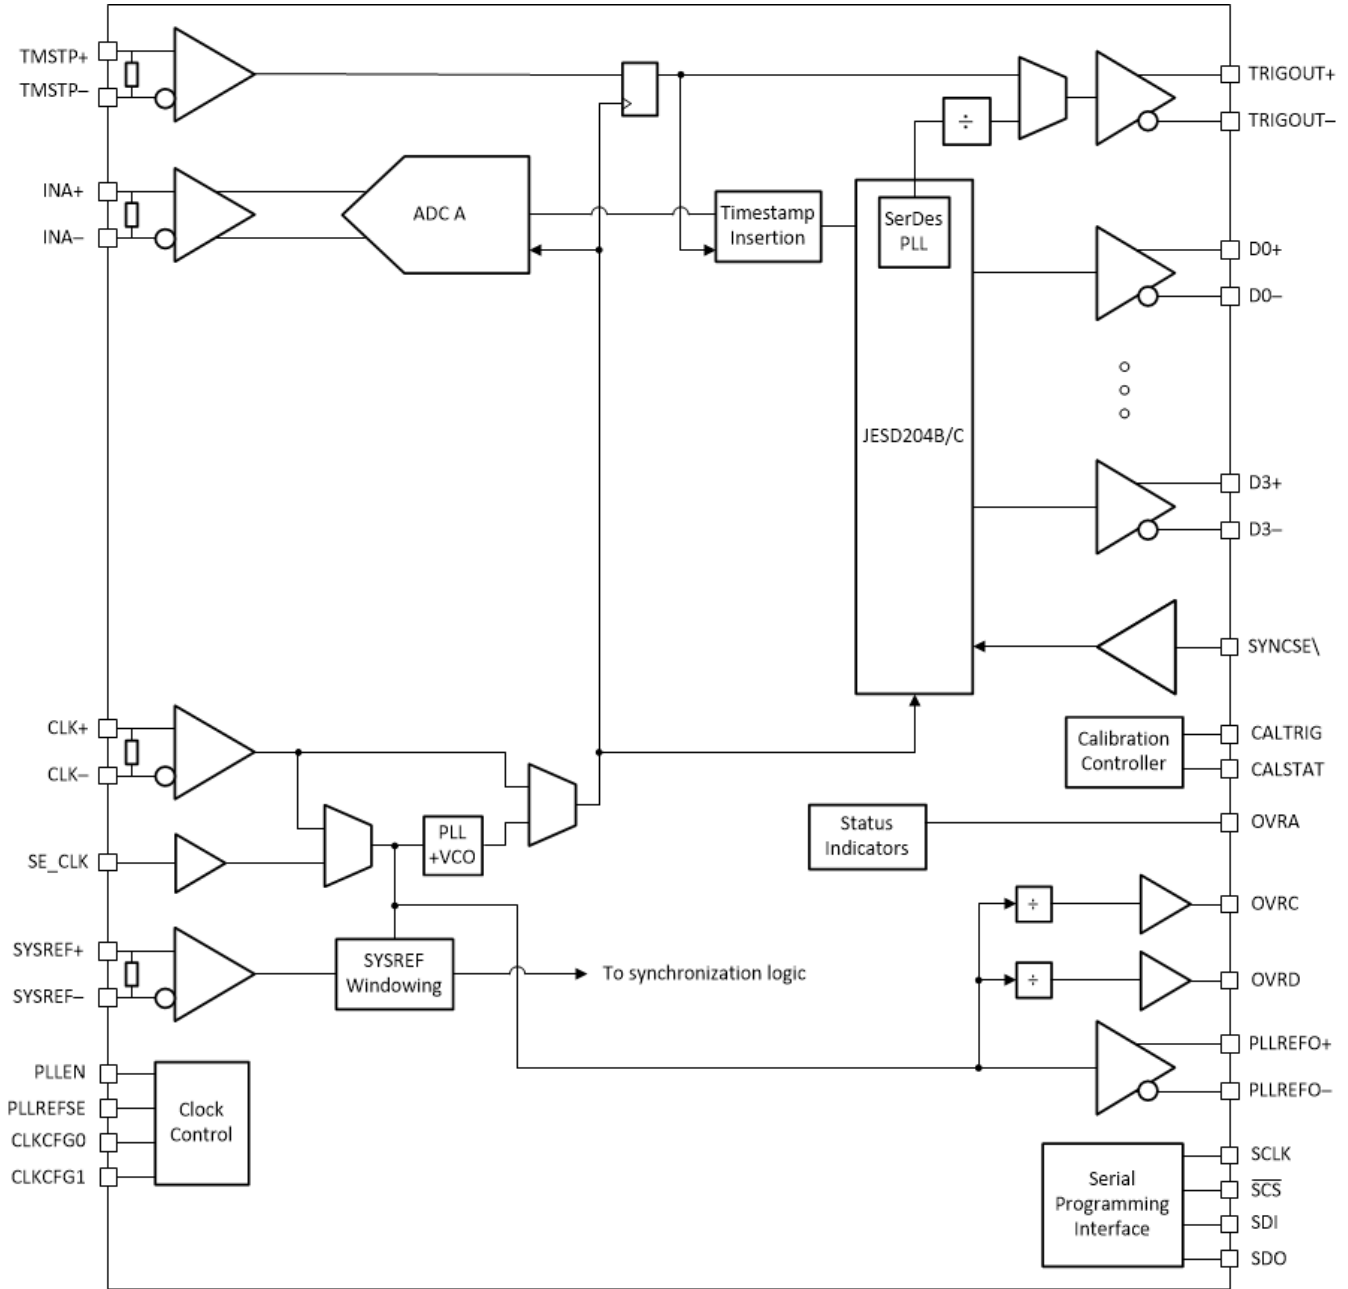 TMSTP+
TMSTP–
TRIGOUT+
÷
TRIGOUT–
INA+
INA–
ADC A
Timestamp
Insertion
SerDes
PLL
D0+
D0–
JESD204B/C
D3+
D3–
SYNCSE\
CLK+
CLK–
Calibration
Controller
CALTRIG
CALSTAT
SE_CLK
PLL
+VCO
Status
Indicators
OVRA
÷
OVRC
SYSREF+
SYSREF–
SYSREF
Windowing
To synchronization logic
÷
OVRD
PLLREFO+
PLLREFO–
PLLEN
PLLREFSE
CLKCFG0
CLKCFG1
Clock
Control
Serial
Programming
Interface
SCLK
SCS
SDI
SDO